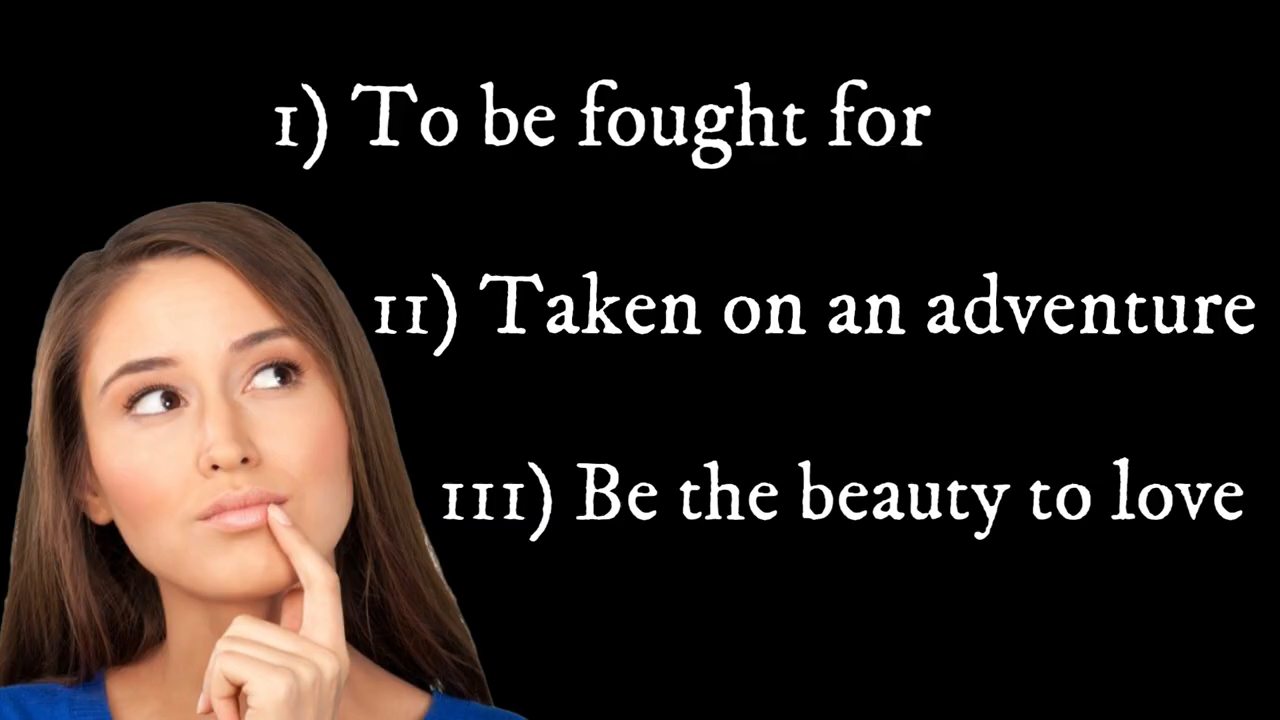 I) To be fought for
II) Taken on an adventure
III) Be the beauty to love